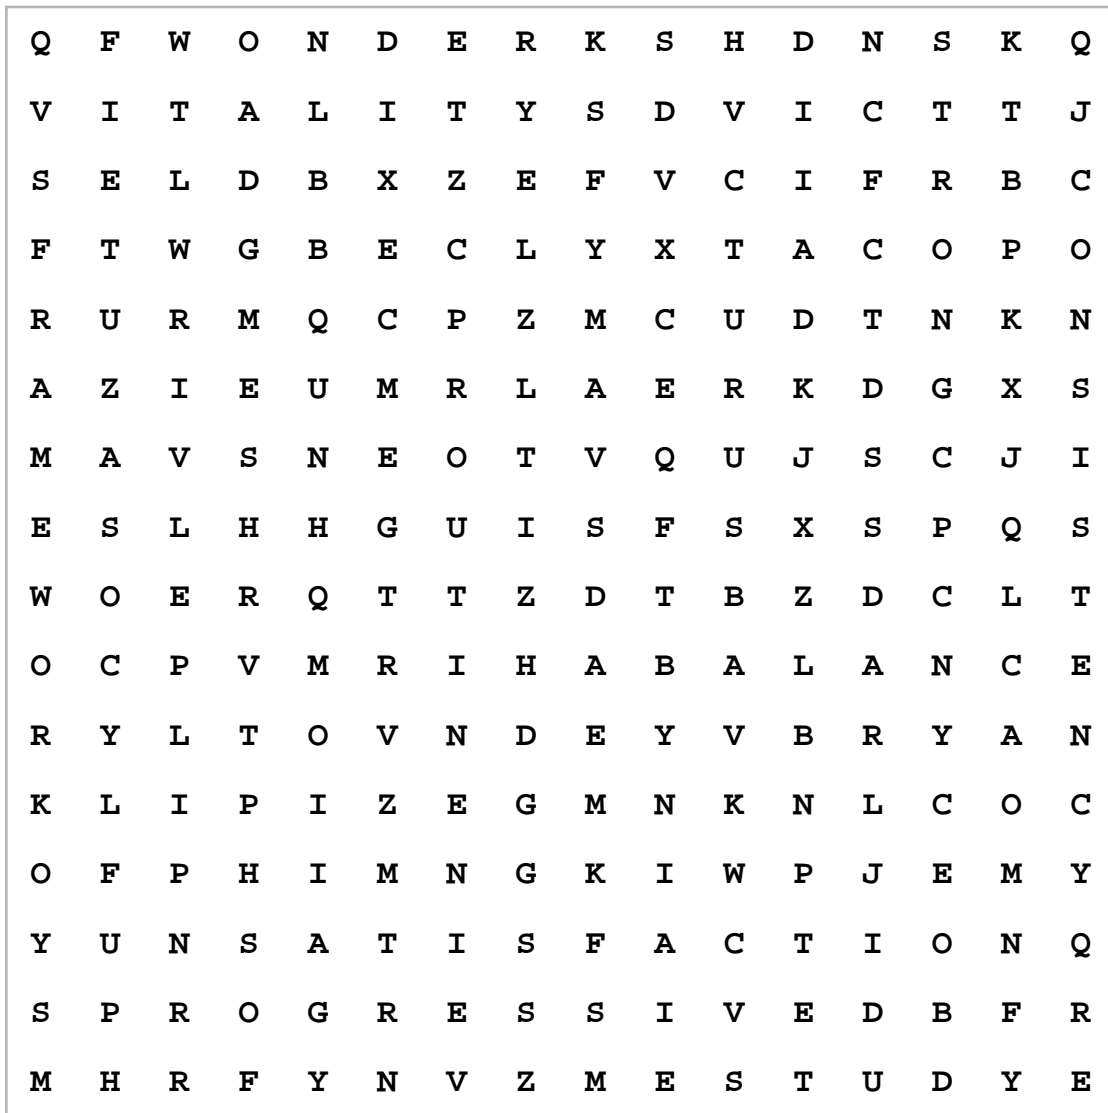 Q F W O N D E R K S H D N S K Q
V I T A L I T Y S D V I C T T J
S E L D B X Z E F V C I F R B C
F T W G B E C L Y X T A C O P O
R U R M Q C P Z M C U D T N K N
A Z I E U M R L A E R K D G X S
M A V S N E O T V Q U J S C J I
E S L H H G U I S F S X S P Q S
W O E R Q T T Z D T B Z D C L T
O C P V M R I H A B A L A N C E
R Y L T O V N D E Y V B R Y A N
K L I P I Z E G M N K N L C O C
O F P H I M N G K I W P J E M Y
Y U N S A T I S F A C T I O N Q
S P R O G R E S S I V E D B F R
M H R F Y N V Z M E S T U D Y E